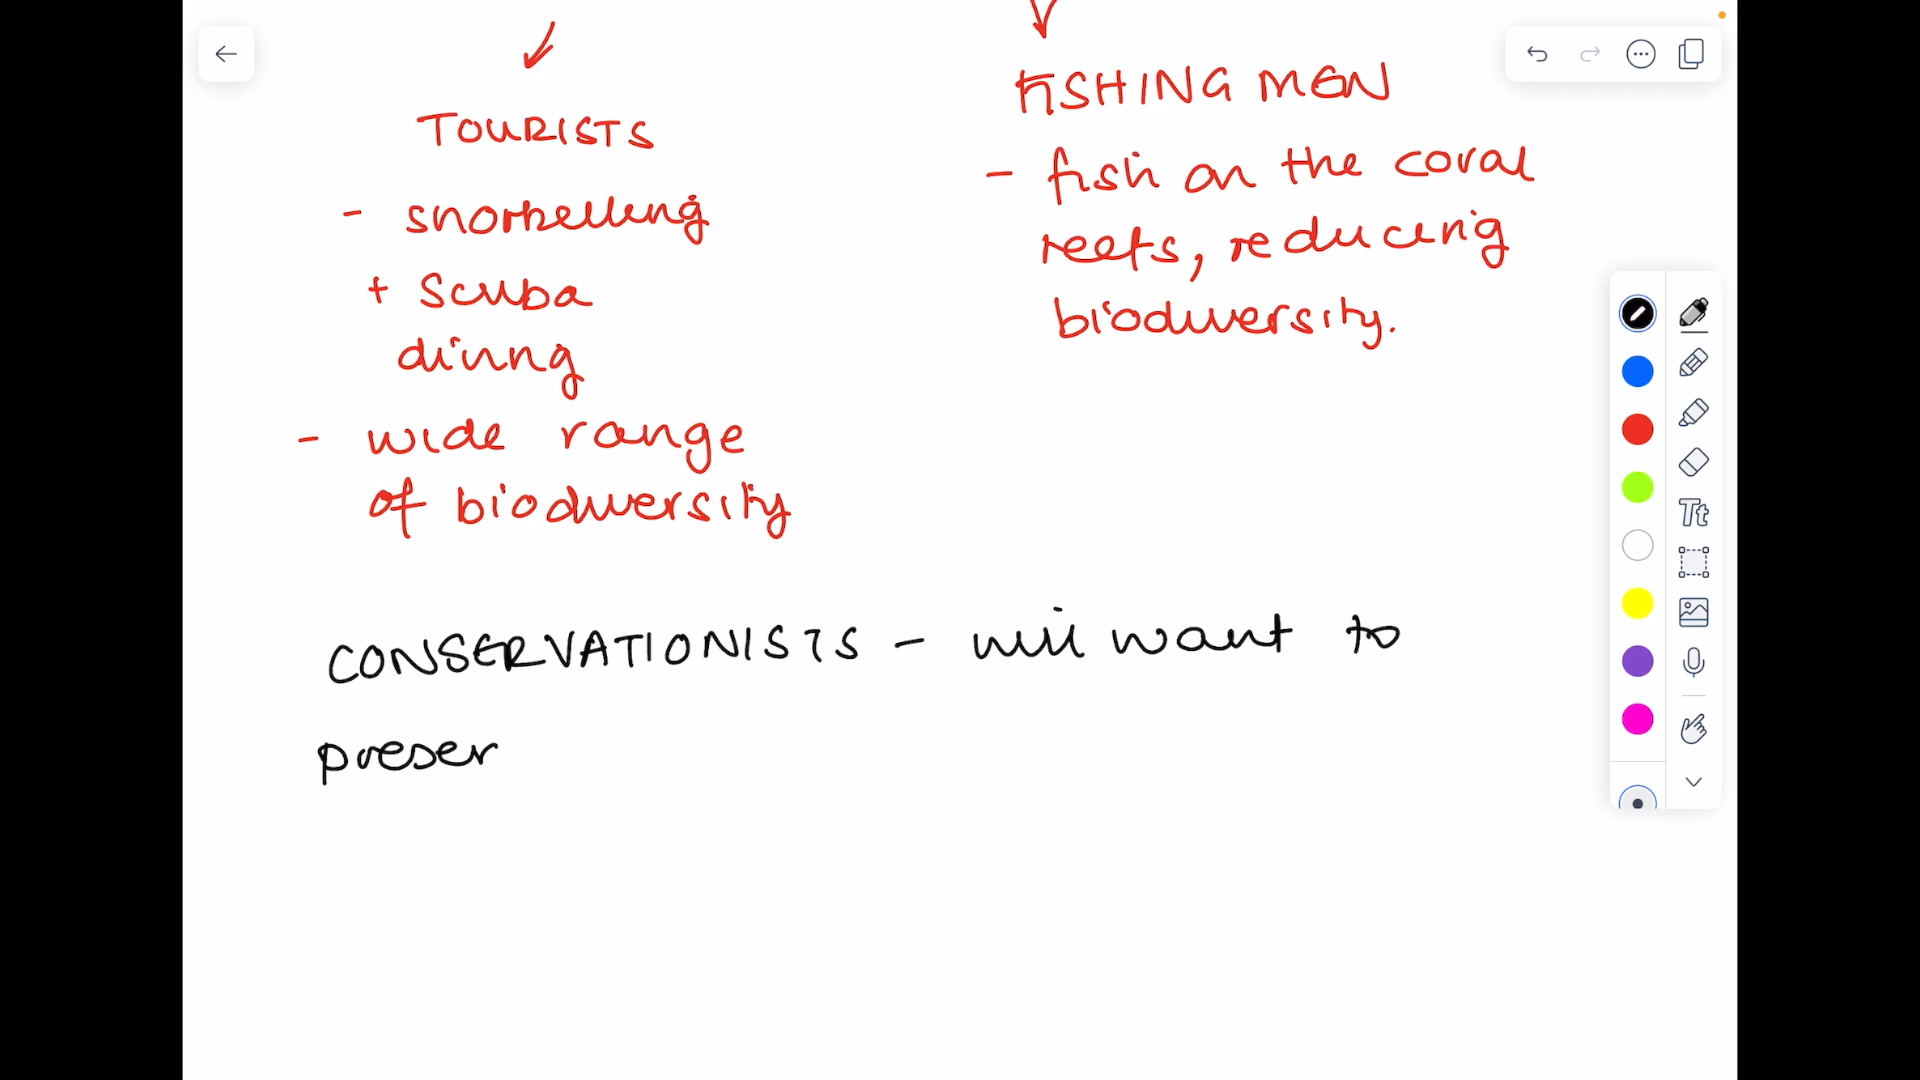 TOURISTS
- snorkelling
+ scuba
diving
- wide range
of biodiversity
FISHING MEN
- fish on the coral
reefs, reducing
biodiversity.
CONSERVATIONISTS - will want to
preser
Tt